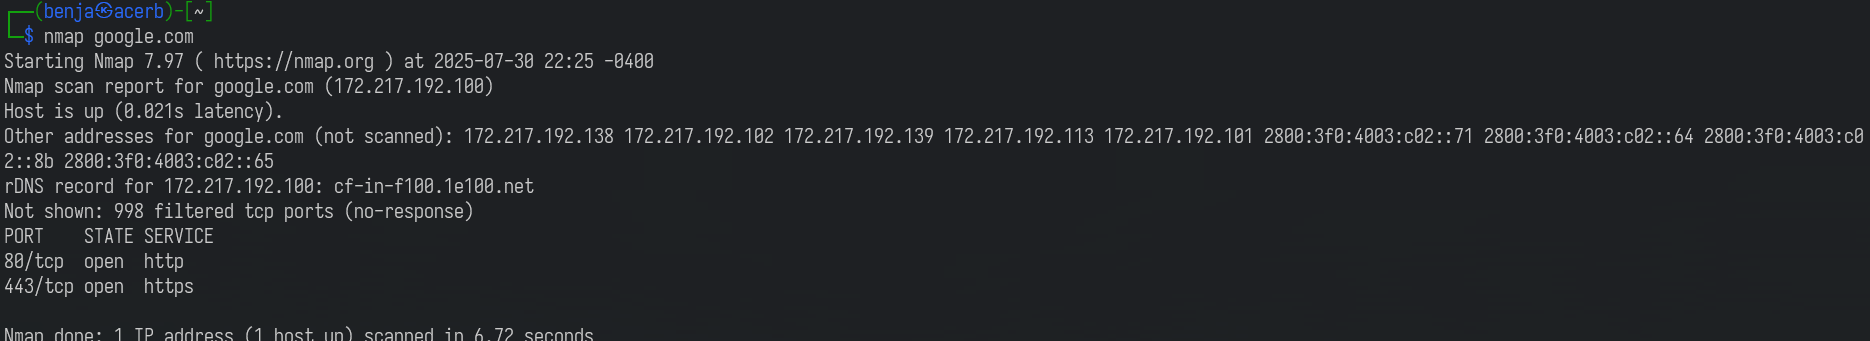 ┌──(benja㉿acerb)-[~]
└─$ nmap google.com
Starting Nmap 7.97 ( https://nmap.org ) at 2025-07-30 22:25 -0400
Nmap scan report for google.com (172.217.192.100)
Host is up (0.021s latency).
Other addresses for google.com (not scanned): 172.217.192.138 172.217.192.102 172.217.192.139 172.217.192.113 172.217.192.101 2800:3f0:4003:c02::71 2800:3f0:4003:c02::64 2800:3f0:4003:c0
2::8b 2800:3f0:4003:c02::65
rDNS record for 172.217.192.100: cf-in-f100.1e100.net
Not shown: 998 filtered tcp ports (no-response)
PORT    STATE SERVICE
80/tcp  open  http
443/tcp open  https
Nmap done: 1 IP address (1 host up) scanned in 6.72 seconds